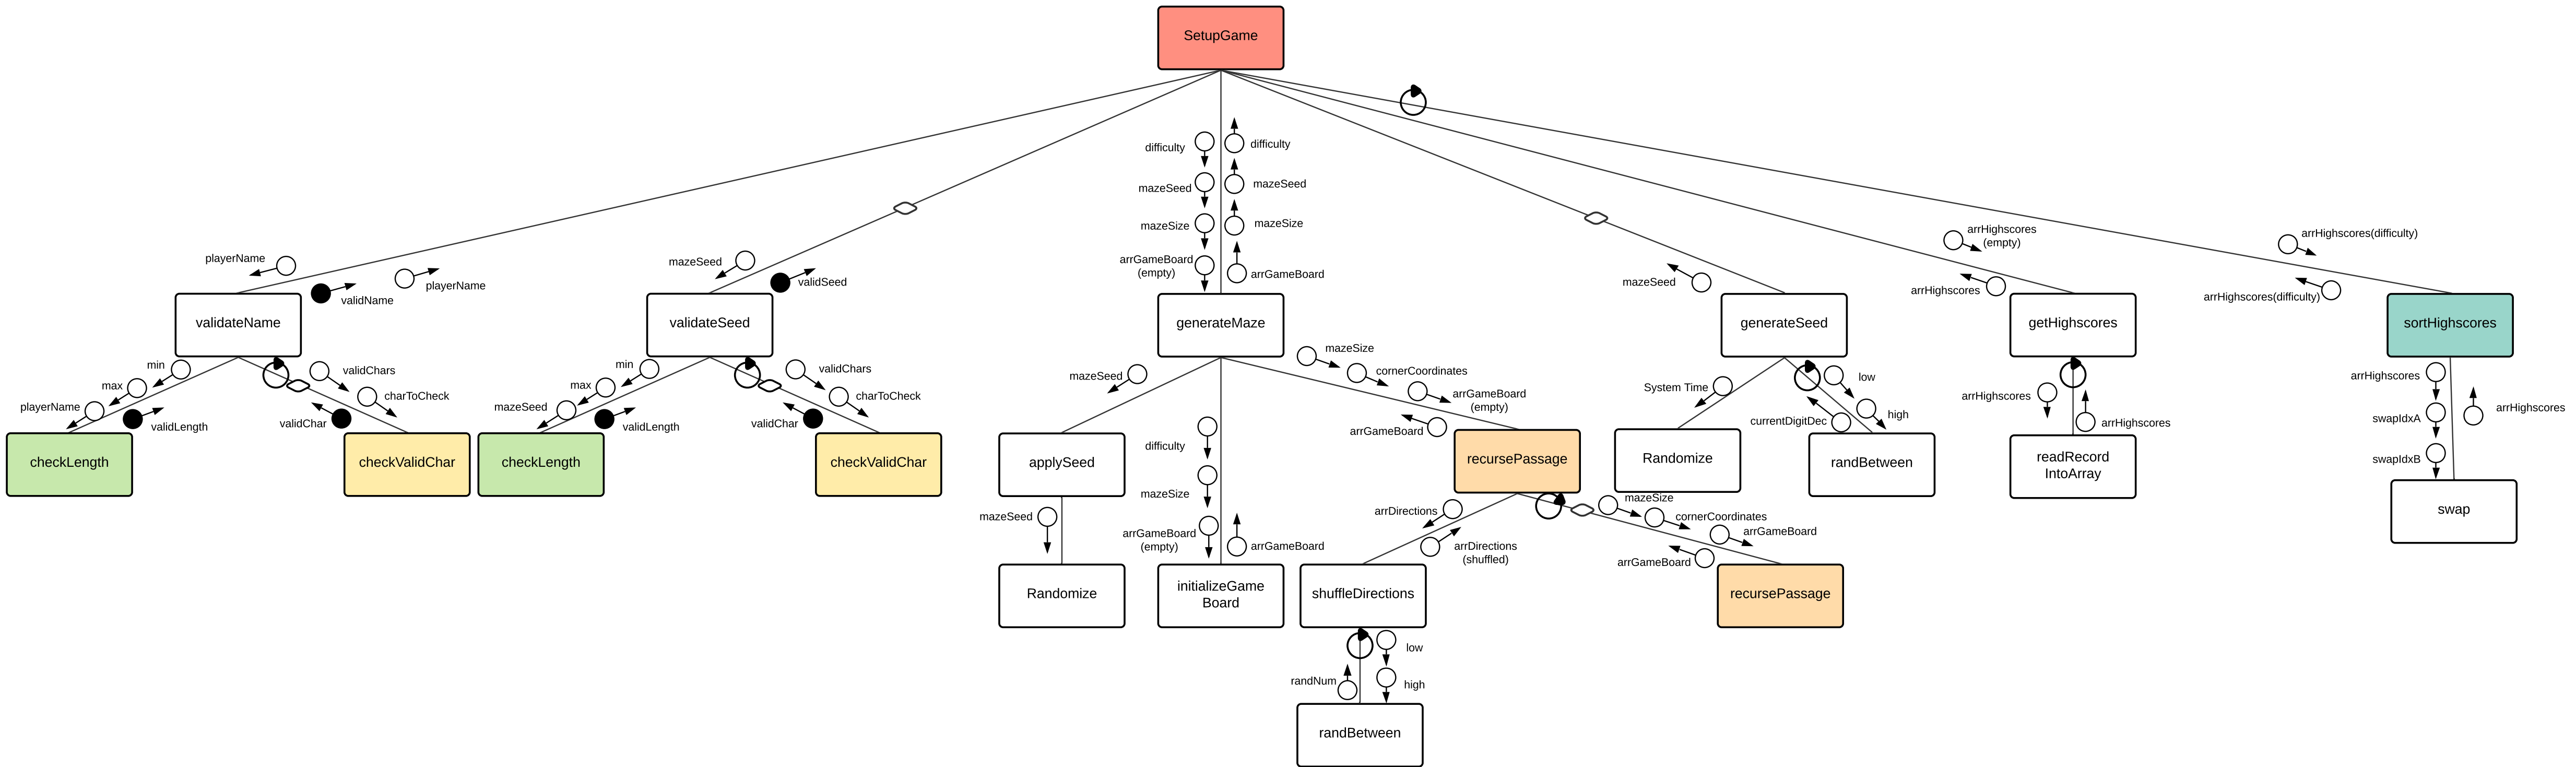 SetupGame
difficulty
difficulty
mazeSeed
mazeSeed
mazeSize
mazeSize
arrGameBoard
(empty)
arrGameBoard
playerName
validName
playerName
mazeSeed
validSeed
mazeSeed
arrHighscores
(empty)
arrHighscores
arrHighscores(difficulty)
arrHighscores(difficulty)
validateName
validateSeed
generateMaze
generateSeed
getHighscores
sortHighscores
min
max
playerName
validLength
validChars
charToCheck
validChar
min
max
mazeSeed
validLength
validChars
charToCheck
validChar
mazeSeed
mazeSize
cornerCoordinates
arrGameBoard
(empty)
arrGameBoard
difficulty
mazeSize
arrGameBoard
(empty)
arrGameBoard
System Time
low
high
currentDigitDec
arrHighscores
arrHighscores
arrHighscores
swapIdxA
swapIdxB
arrHighscores
checkLength
checkValidChar
checkLength
checkValidChar
applySeed
recursePassage
Randomize
randBetween
readRecord
IntoArray
swap
mazeSeed
arrDirections
arrDirections
(shuffled)
mazeSize
cornerCoordinates
arrGameBoard
arrGameBoard
Randomize
initializeGame
Board
shuffleDirections
recursePassage
low
high
randNum
randBetween